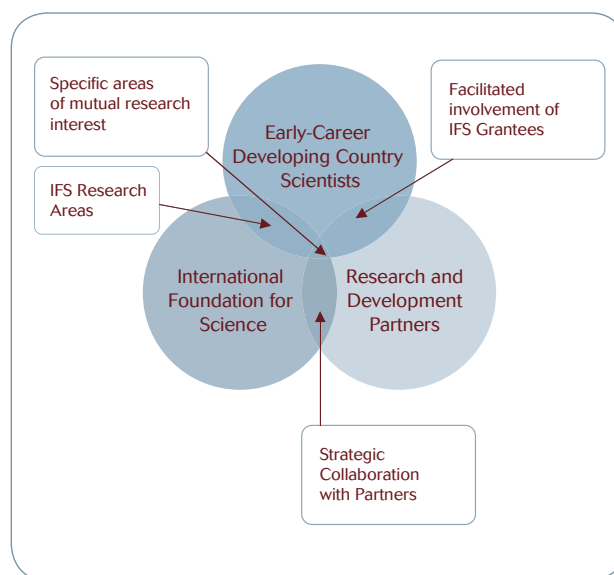 Specific areas
of mutual research
interest
Facilitated
involvement of
IFS Grantees
Early-Career
Developing Country
Scientists
IFS Research
Areas
International
Foundation for
Science
Research and
Development
Partners
Strategic
Collaboration
with Partners